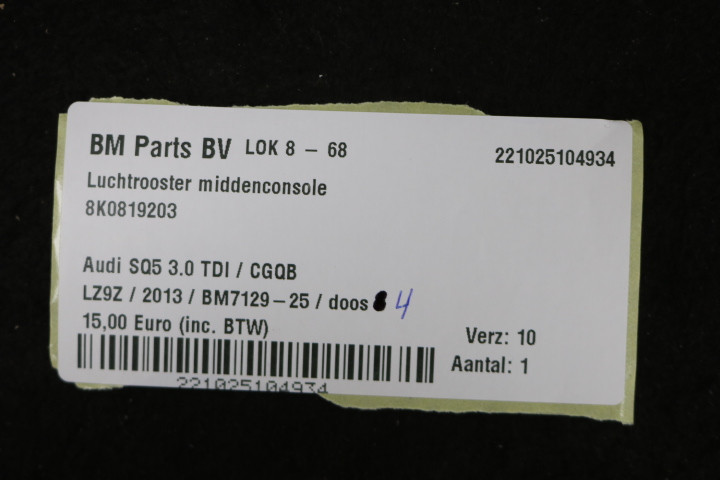 BM Parts BV LOK 8 - 68
221025104934
Luchtrooster middenconsole
8K0819203
Audi SQ5 3.0 TDI / CGQB
LZ9Z / 2013 / BM7129-25 / doos 4
15,00 Euro (inc. BTW)
Verz: 10
Aantal: 1
221025104934